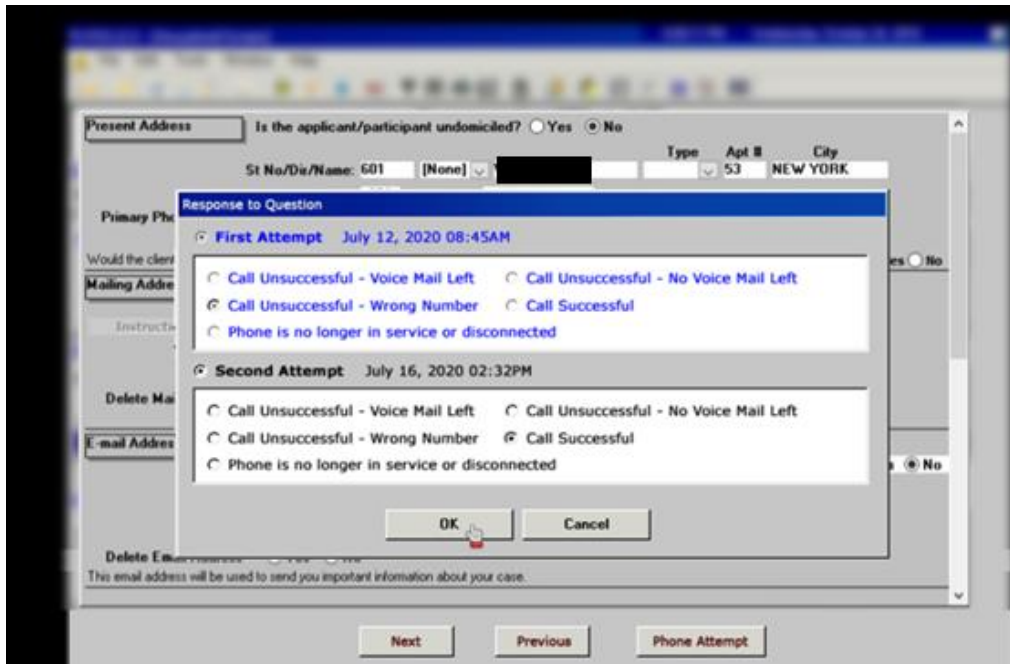 Present Address Is the applicant/participant undomiciled? Yes No
Type Apt # City
St No/Dir/Name: 601 [None] 53 NEW YORK
Response to Question
Primary Pho
First Attempt July 12, 2020 08:45AM
Would the client es No
Call Unsuccessful - Voice Mail Left Call Unsuccessful - No Voice Mail Left
Mailing Addre
Call Unsuccessful - Wrong Number Call Successful
Instructi
Phone is no longer in service or disconnected
Second Attempt July 16, 2020 02:32PM
Delete Mai
Call Unsuccessful - Voice Mail Left Call Unsuccessful - No Voice Mail Left
Call Unsuccessful - Wrong Number Call Successful
E-mail Addres
No
Phone is no longer in service or disconnected
OK Cancel
Delete Email Address Yes No
This email address will be used to send you important information about your case.
Next Previous Phone Attempt